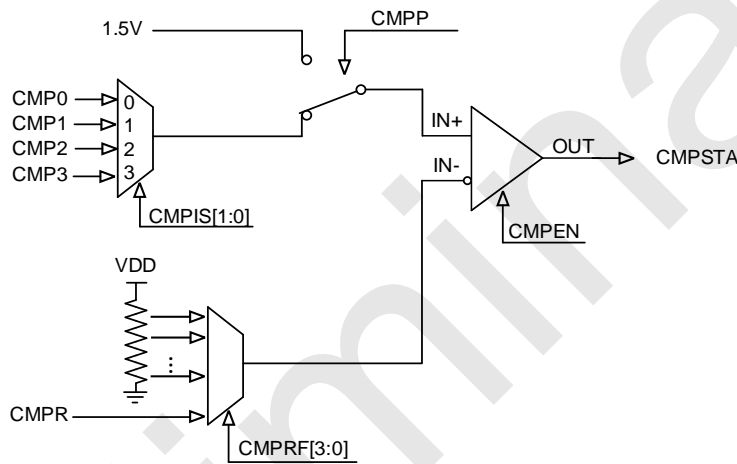 1.5V
CMPP
CMP0
CMP1
CMP2
CMP3
0
1
2
3
CMPIS[1:0]
IN+
IN-
OUT
CMPSTA
CMPEN
VDD
CMPR
CMPRF[3:0]